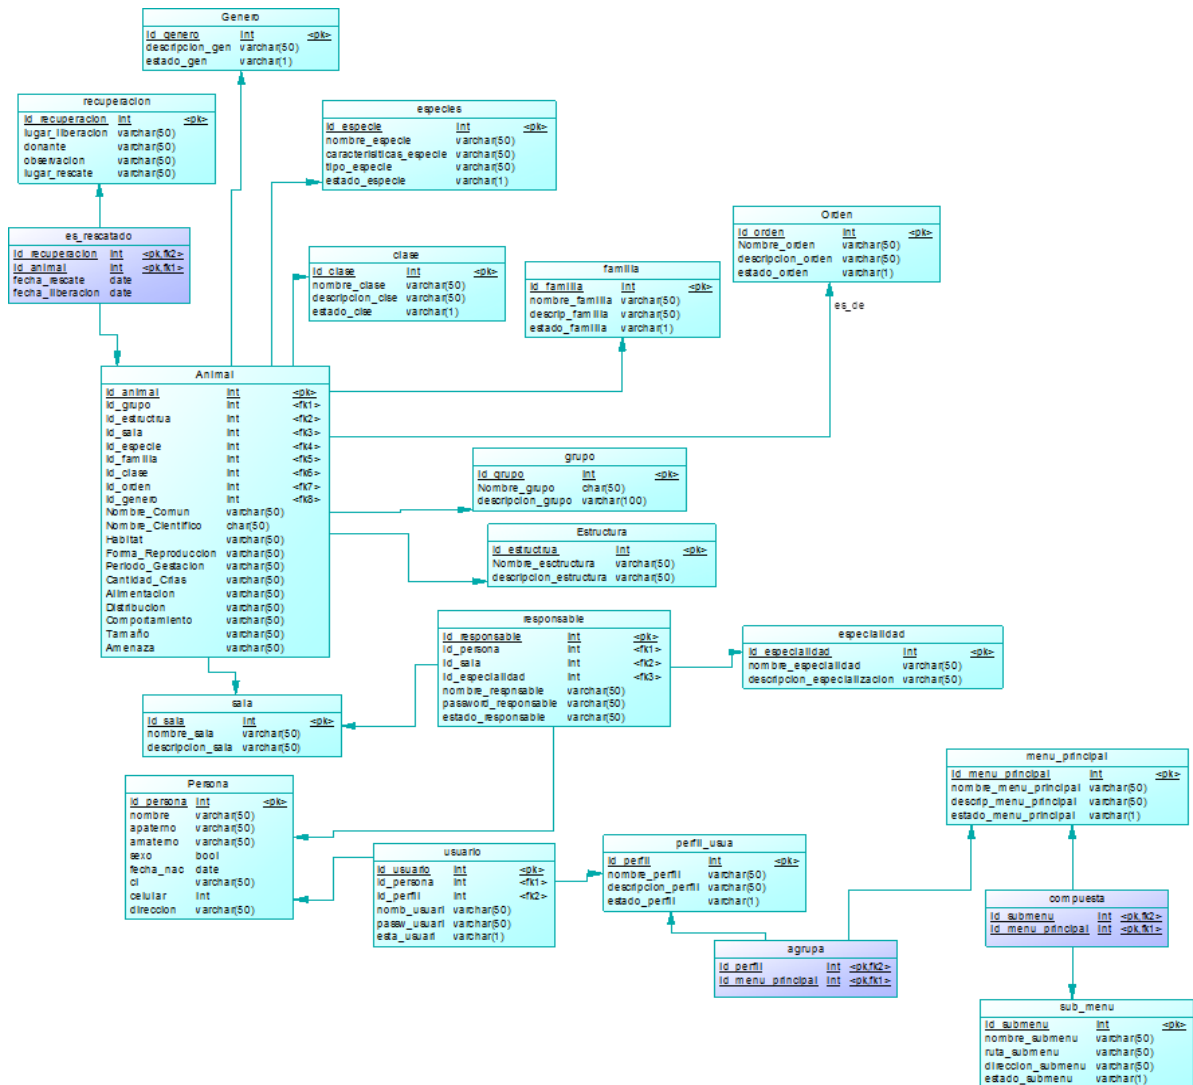 Genero
id_genero int <pk>
descripcion_gen varchar(50)
estado_gen varchar(1)
recuperacion
id_recuperacion int <pk>
lugar_liberacion varchar(50)
donante varchar(50)
observacion varchar(50)
lugar_rescate varchar(50)
especies
id_especie int <pk>
nombre_especie varchar(50)
caracterisiticas_especie varchar(50)
tipo_especie varchar(50)
estado_especie varchar(1)
Orden
id_orden int <pk>
Nombre_orden varchar(50)
descripcion_orden varchar(50)
estado_orden varchar(1)
es_rescatado
id_recuperacion int <pk,fk2>
id_animal int <pk,fk1>
fecha_rescate date
fecha_liberacion date
clase
id_clase int <pk>
nombre_clase varchar(50)
descripcion_clse varchar(50)
estado_clse varchar(1)
familia
id_familia int <pk>
nombre_familia varchar(50)
descrip_familia varchar(50)
estado_familia varchar(1)
es_de
Animal
id_animal int <pk>
id_grupo int <fk1>
id_estructrua int <fk2>
id_sala int <fk3>
id_especie int <fk4>
id_familia int <fk5>
id_clase int <fk6>
id_orden int <fk7>
id_genero int <fk8>
Nombre_Comun varchar(50)
Nombre_Cientifico char(50)
Habitat varchar(50)
Forma_Reproduccion varchar(50)
Periodo_Gestacion varchar(50)
Cantidad_Crias varchar(50)
Alimentacion varchar(50)
Distribucion varchar(50)
Comportamiento varchar(50)
Tamaño varchar(50)
Amenaza varchar(50)
grupo
id_grupo int <pk>
Nombre_grupo char(50)
descripcion_grupo varchar(100)
Estructura
id_estructrua int <pk>
Nombre_esctructura varchar(50)
descripcion_estructura varchar(50)
responsable
id_responsable int <pk>
id_persona int <fk1>
id_sala int <fk2>
id_especialidad int <fk3>
nombre_respnsable varchar(50)
password_responsable varchar(50)
estado_responsable varchar(50)
especialidad
id_especialidad int <pk>
nombre_especialidad varchar(50)
descripcion_especializacion varchar(50)
sala
id_sala int <pk>
nombre_sala varchar(50)
descripcion_sala varchar(50)
Persona
id_persona int <pk>
nombre varchar(50)
apaterno varchar(50)
amaterno varchar(50)
sexo bool
fecha_nac date
ci varchar(50)
celular int
direccion varchar(50)
usuario
id_usuario int <pk>
id_persona int <fk1>
id_perfil int <fk2>
nomb_usuari varchar(50)
passw_usuari varchar(50)
esta_usuari varchar(1)
perfil_usua
id_perfil int <pk>
nombre_perfil varchar(50)
descripcion_perfil varchar(50)
estado_perfil varchar(1)
menu_principal
id_menu_principal int <pk>
nombre_menu_principal varchar(50)
descrip_menu_principal varchar(50)
estado_menu_principal varchar(1)
compuesta
id_submenu int <pk,fk2>
id_menu_principal int <pk,fk1>
agrupa
id_perfil int <pk,fk2>
id_menu_principal int <pk,fk1>
sub_menu
id_submenu int <pk>
nombre_submenu varchar(50)
ruta_submenu varchar(50)
direccion_submenu varchar(50)
estado_submenu varchar(1)